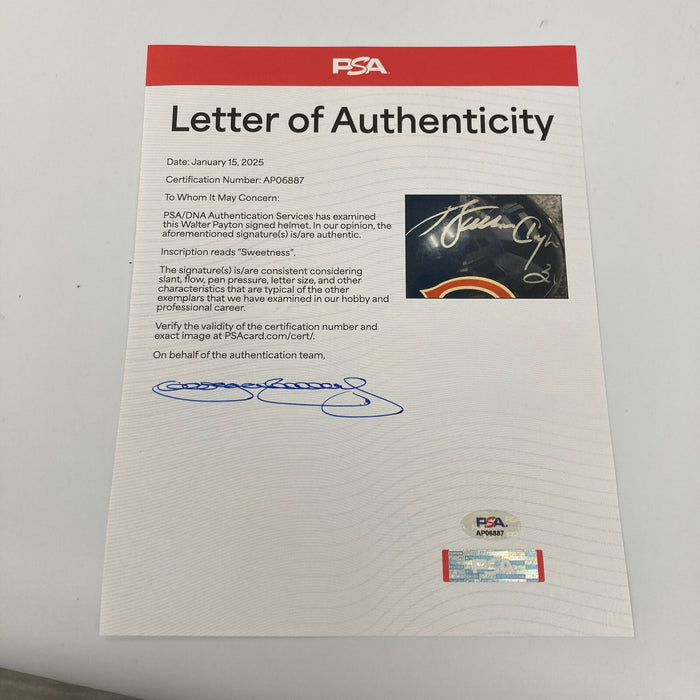 PSA
Letter of Authenticity
Date: January 15, 2025
Certification Number: AP06887
To Whom It May Concern:
PSA/DNA Authentication Services has examined
this Walter Payton signed helmet. In our opinion, the
aforementioned signature(s) is/are authentic.
Inscription reads "Sweetness".
The signature(s) is/are consistent considering
slant, flow, pen pressure, letter size, and other
characteristics that are typical of the other
exemplars that we have examined in our hobby and
professional career.
Verify the validity of the certification number and
exact image at PSAcard.com/cert/.
On behalf of the authentication team,
PSA
AP06887
PSA